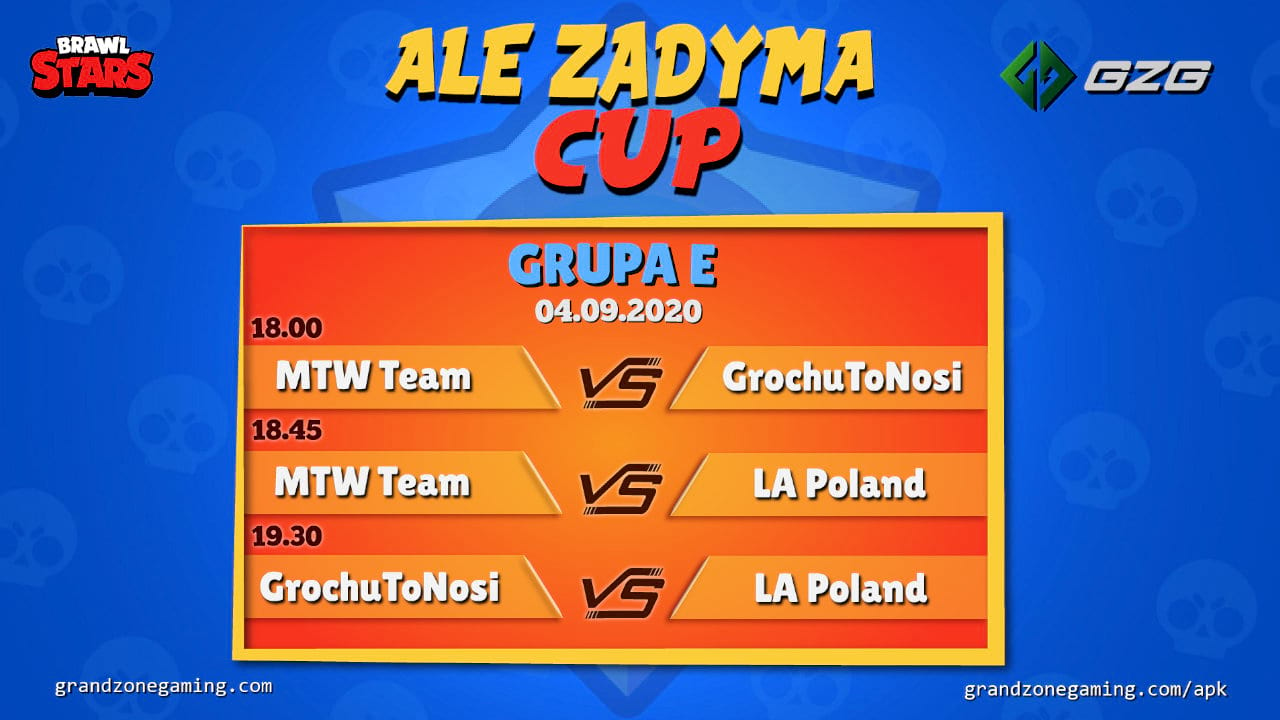 BRAWL
STARS
ALE ZADYMA
CUP
GZG
GRUPA E
04.09.2020
18.00
MTW Team VS GrochuToNosi
18.45
MTW Team VS LA Poland
19.30
GrochuToNosi VS LA Poland
grandzonegaming.com
grandzonegaming.com/apk